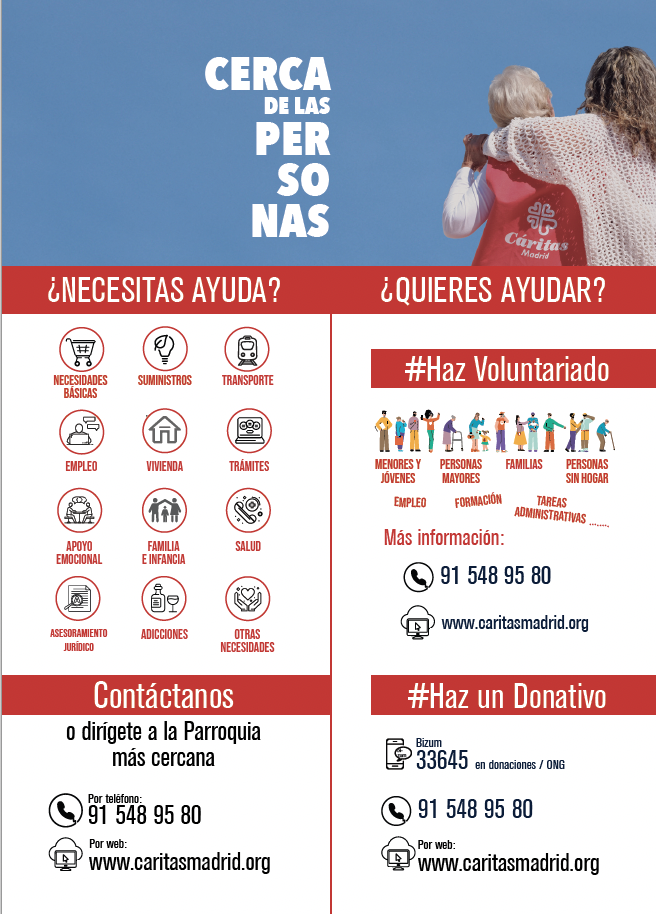 CERCA
DE LAS
PER
SO
NAS
Cáritas
Madrid
¿NECESITAS AYUDA?
NECESIDADES
BÁSICAS
SUMINISTROS
TRANSPORTE
EMPLEO
VIVIENDA
TRÁMITES
APOYO
EMOCIONAL
FAMILIA
E INFANCIA
SALUD
ASESORAMIENTO
JURÍDICO
ADICCIONES
OTRAS
NECESIDADES
Contáctanos
o dirígete a la Parroquia
más cercana
Por teléfono:
91 548 95 80
Por web:
www.caritasmadrid.org
¿QUIERES AYUDAR?
#Haz Voluntariado
MENORES Y
JÓVENES
PERSONAS
MAYORES
FAMILIAS
PERSONAS
SIN HOGAR
EMPLEO
FORMACIÓN
TAREAS
ADMINISTRATIVAS ........
Más información:
91 548 95 80
www.caritasmadrid.org
#Haz un Donativo
Bizum
33645 en donaciones / ONG
91 548 95 80
Por web:
www.caritasmadrid.org